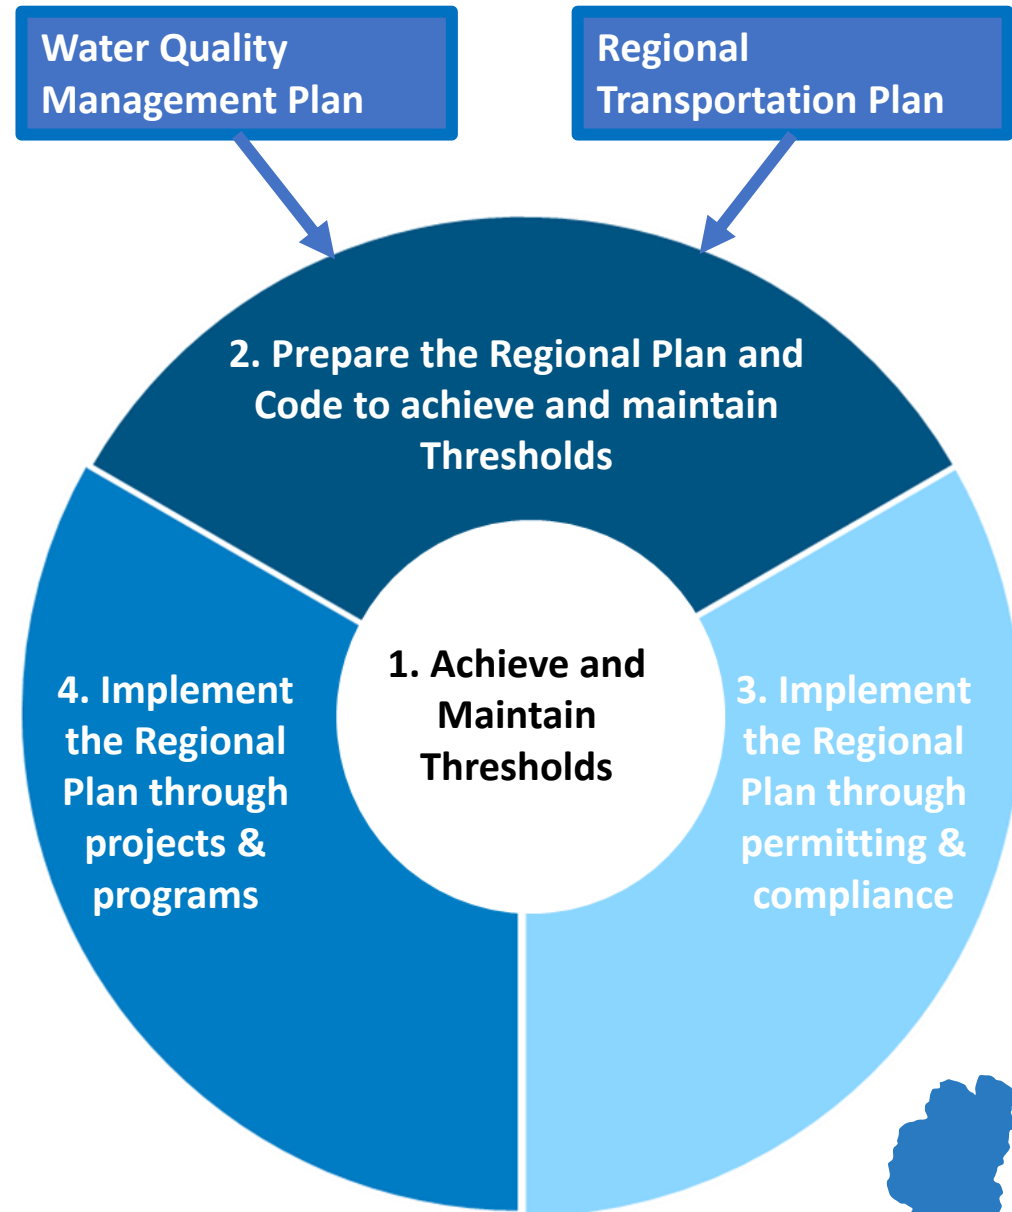 Water Quality
Management Plan
Regional
Transportation Plan
2. Prepare the Regional Plan and
Code to achieve and maintain
Thresholds
1. Achieve and
Maintain
Thresholds
4. Implement
the Regional
Plan through
projects &
programs
3. Implement
the Regional
Plan through
permitting &
compliance